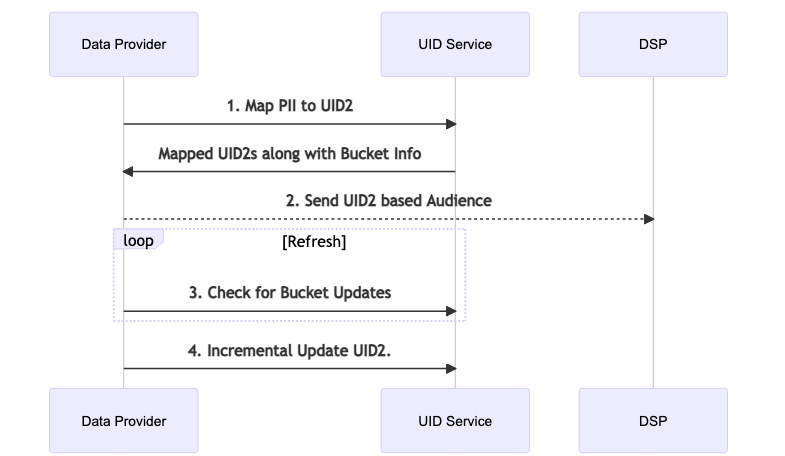 Data Provider
UID Service
DSP
1. Map PII to UID2
Mapped UID2s along with Bucket Info
2. Send UID2 based Audience
loop
[Refresh]
3. Check for Bucket Updates
4. Incremental Update UID2.
Data Provider
UID Service
DSP